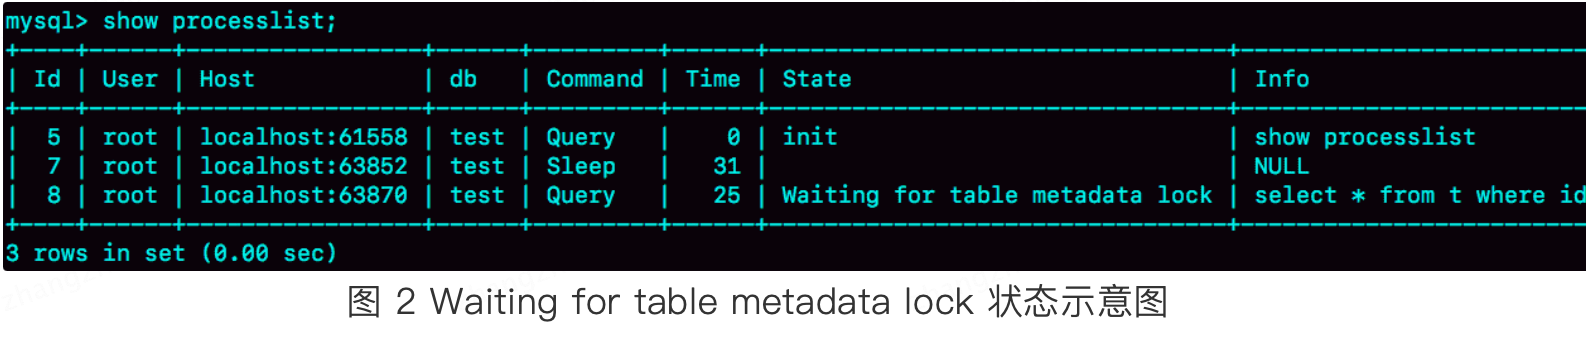 mysql> show processlist;
+----+------+-----------------+------+---------+------+---------------------------------+-------------------------
| Id | User | Host            | db   | Command | Time | State                           | Info
+----+------+-----------------+------+---------+------+---------------------------------+-------------------------
|  5 | root | localhost:61558 | test | Query   |    0 | init                            | show processlist
|  7 | root | localhost:63852 | test | Sleep   |   31 |                                 | NULL
|  8 | root | localhost:63870 | test | Query   |   25 | Waiting for table metadata lock | select * from t where id
+----+------+-----------------+------+---------+------+---------------------------------+-------------------------
3 rows in set (0.00 sec)
图 2 Waiting for table metadata lock 状态示意图